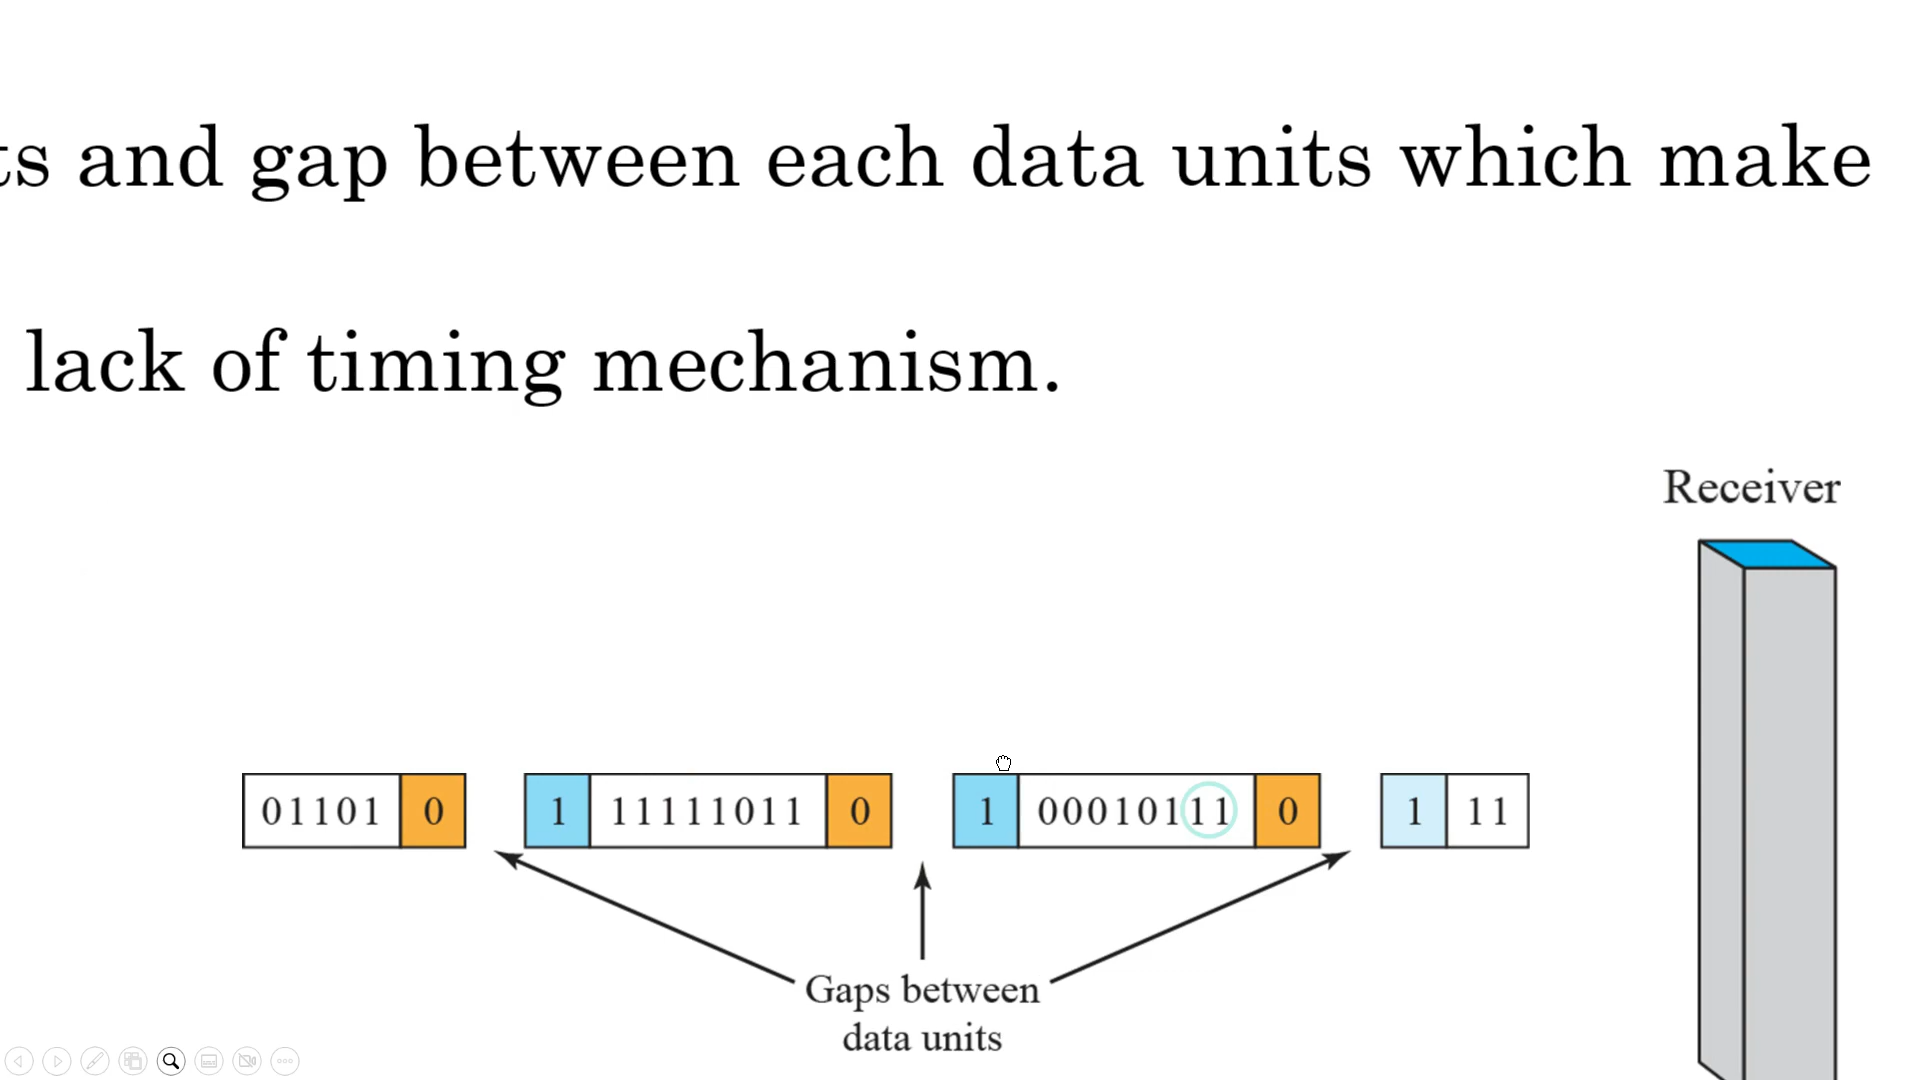 ts and gap between each data units which make
lack of timing mechanism.
Receiver
01101 0 1 11111011 0 1 00010111 0 1 11
Gaps between
data units